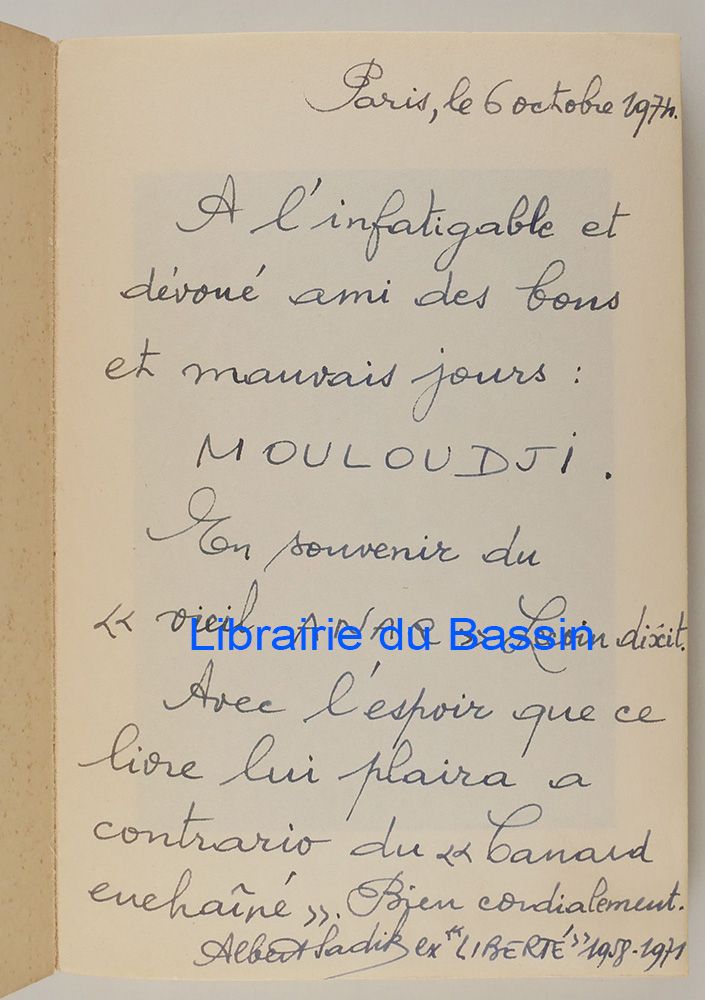 Paris, le 6 octobre 1974.
A l'infatigable et
dévoué ami des bons
et mauvais jours :
MOULOUDJI.
En souvenir du
« vieil ANAR » dixit.
Librairie du Bassin
Avec l'espoir que ce
livre lui plaira a
contrario du « Canard
enchaîné ». Bien cordialement.
Albert Sadik ex "LIBERTÉ" 1958-1971